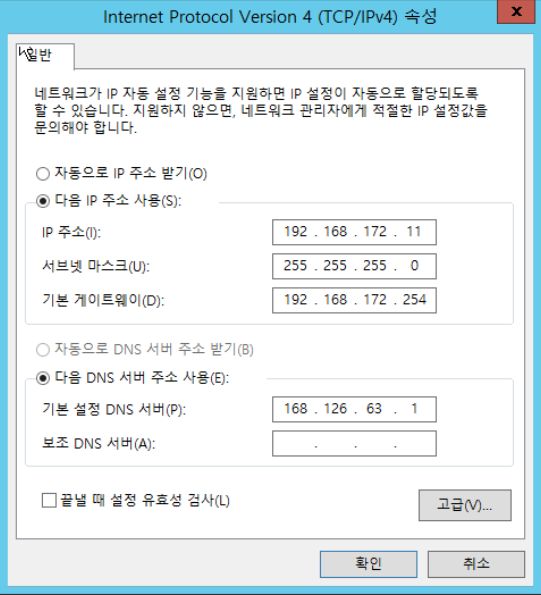 Internet Protocol Version 4 (TCP/IPv4) 속성
x
일반
네트워크가 IP 자동 설정 기능을 지원하면 IP 설정이 자동으로 할당되도록
할 수 있습니다. 지원하지 않으면, 네트워크 관리자에게 적절한 IP 설정값을
문의해야 합니다.
자동으로 IP 주소 받기(O)
다음 IP 주소 사용(S):
IP 주소(I): 192 . 168 . 172 . 11
서브넷 마스크(U): 255 . 255 . 255 . 0
기본 게이트웨이(D): 192 . 168 . 172 . 254
자동으로 DNS 서버 주소 받기(B)
다음 DNS 서버 주소 사용(E):
기본 설정 DNS 서버(P): 168 . 126 . 63 . 1
보조 DNS 서버(A): . . .
끝낼 때 설정 유효성 검사(L)
고급(V)...
확인 취소